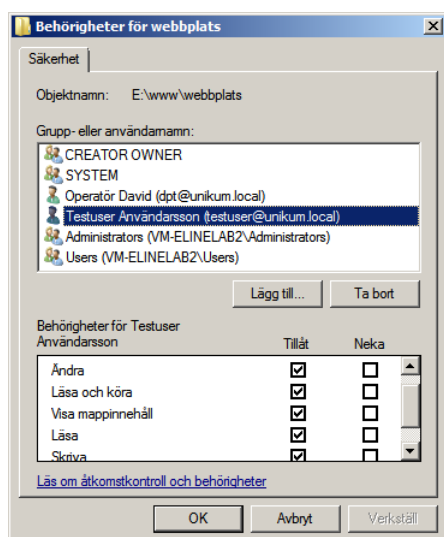 Behörigheter för webbplats
Säkerhet
Objektnamn: E:\www\webbplats
Grupp- eller användarnamn:
CREATOR OWNER
SYSTEM
Operatör David (dpt@unikum.local)
Testuser Användarsson (testuser@unikum.local)
Administrators (VM-ELINELAB2\Administrators)
Users (VM-ELINELAB2\Users)
Lägg till... Ta bort
Behörigheter för Testuser
Användarsson Tillåt Neka
Ändra
Läsa och köra
Visa mappinnehåll
Läsa
Skriva
Läs om åtkomstkontroll och behörigheter
OK Avbryt Verkställ